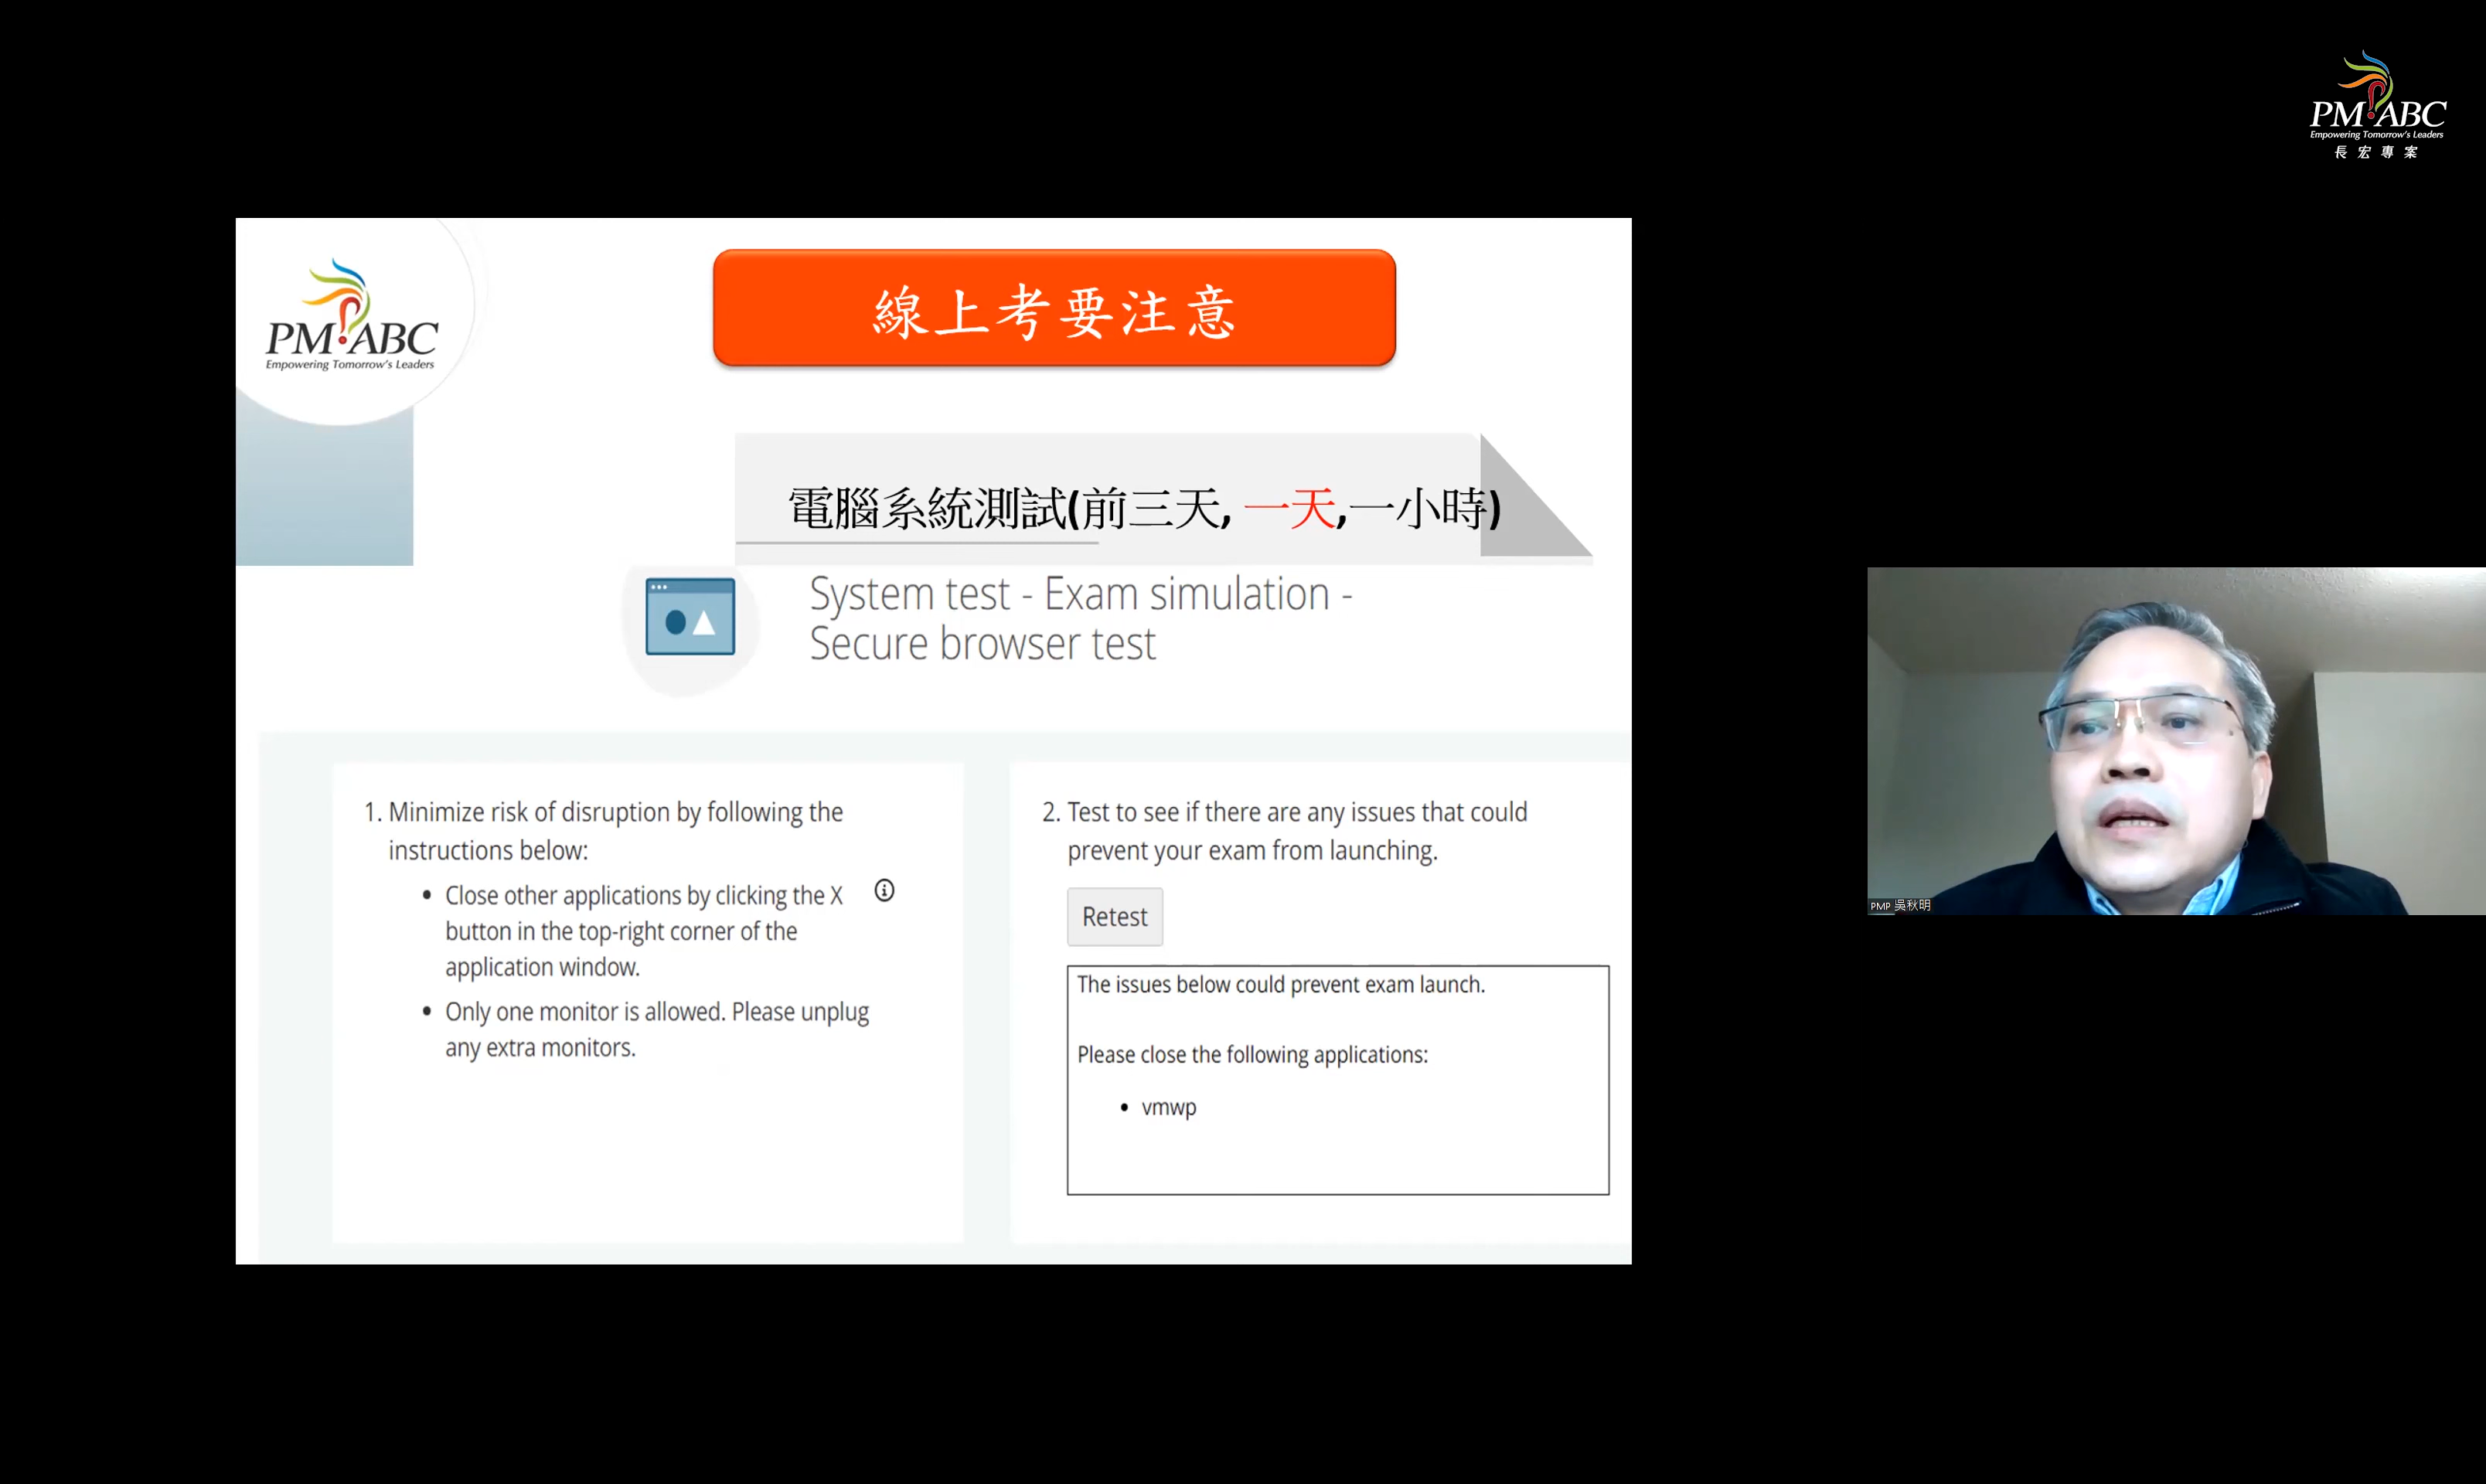 PM ABC
Empowering Tomorrow's Leaders
長宏專案
PM ABC
Empowering Tomorrow's Leaders
線上考要注意
電腦系統測試(前三天, 一天,一小時)
System test - Exam simulation -
Secure browser test
1. Minimize risk of disruption by following the
instructions below:
• Close other applications by clicking the X
button in the top-right corner of the
application window.
• Only one monitor is allowed. Please unplug
any extra monitors.
2. Test to see if there are any issues that could
prevent your exam from launching.
Retest
The issues below could prevent exam launch.
Please close the following applications:
• vmwp
PMP 吳秋明